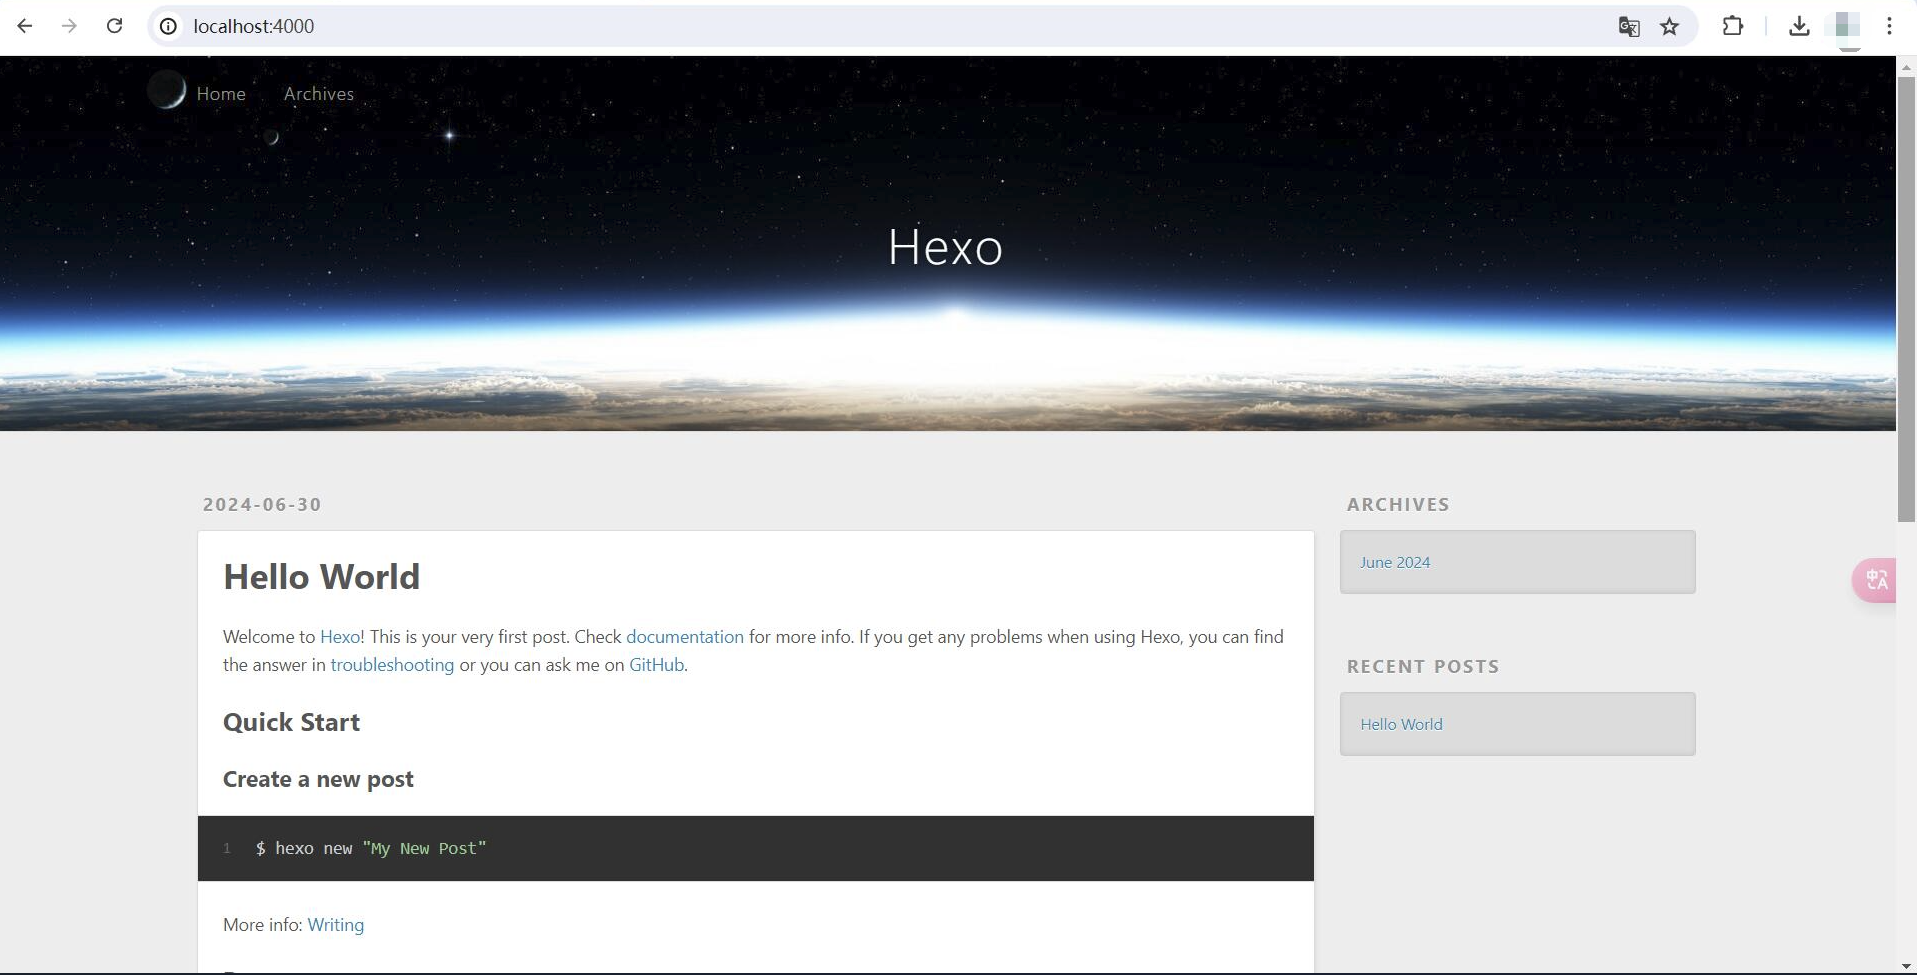 localhost:4000
Home Archives
Hexo
2024-06-30
Hello World
Welcome to Hexo! This is your very first post. Check documentation for more info. If you get any problems when using Hexo, you can find
the answer in troubleshooting or you can ask me on GitHub.
Quick Start
Create a new post
1 $ hexo new "My New Post"
More info: Writing
ARCHIVES
June 2024
RECENT POSTS
Hello World
中
A